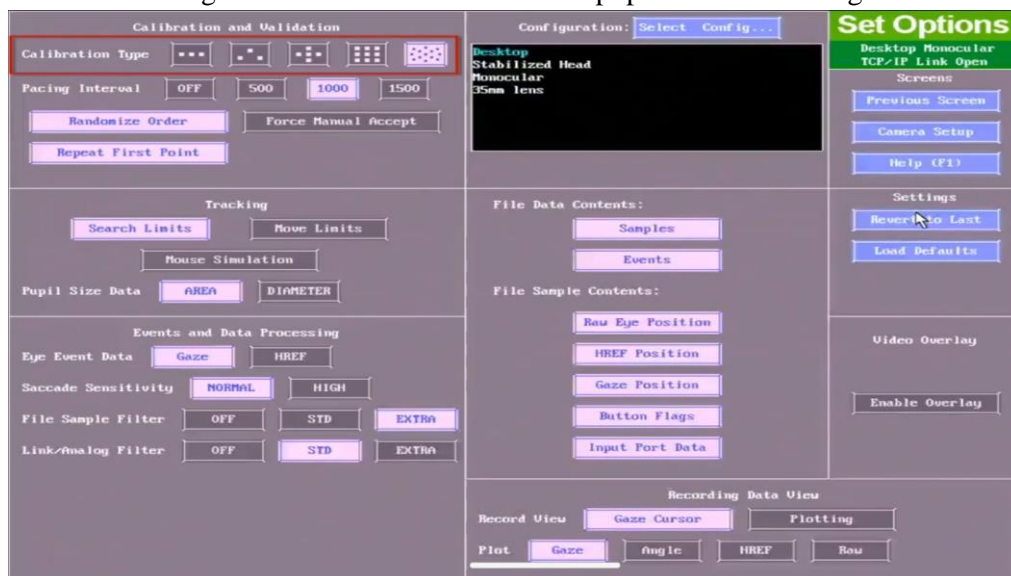 Calibration and Validation
Calibration Type
Pacing Interval OFF 500 1000 1500
Randomize Order Force Manual Accept
Repeat First Point
Tracking
Search Limits Move Limits
Mouse Simulation
Pupil Size Data AREA DIAMETER
Events and Data Processing
Eye Event Data Gaze HREF
Saccade Sensitivity NORMAL HIGH
File Sample Filter OFF STD EXTRA
Link/Analog Filter OFF STD EXTRA
Configuration: Select Config...
Desktop
Stabilized Head
Monocular
35mm lens
File Data Contents:
Samples
Events
File Sample Contents:
Raw Eye Position
HREF Position
Gaze Position
Button Flags
Input Port Data
Recording Data View
Record View Gaze Cursor Plotting
Plot Gaze Angle HREF Raw
Set Options
Desktop Monocular
TCP/IP Link Open
Screens
Previous Screen
Camera Setup
Help (F1)
Settings
Revert to Last
Load Defaults
Video Overlay
Enable Overlay